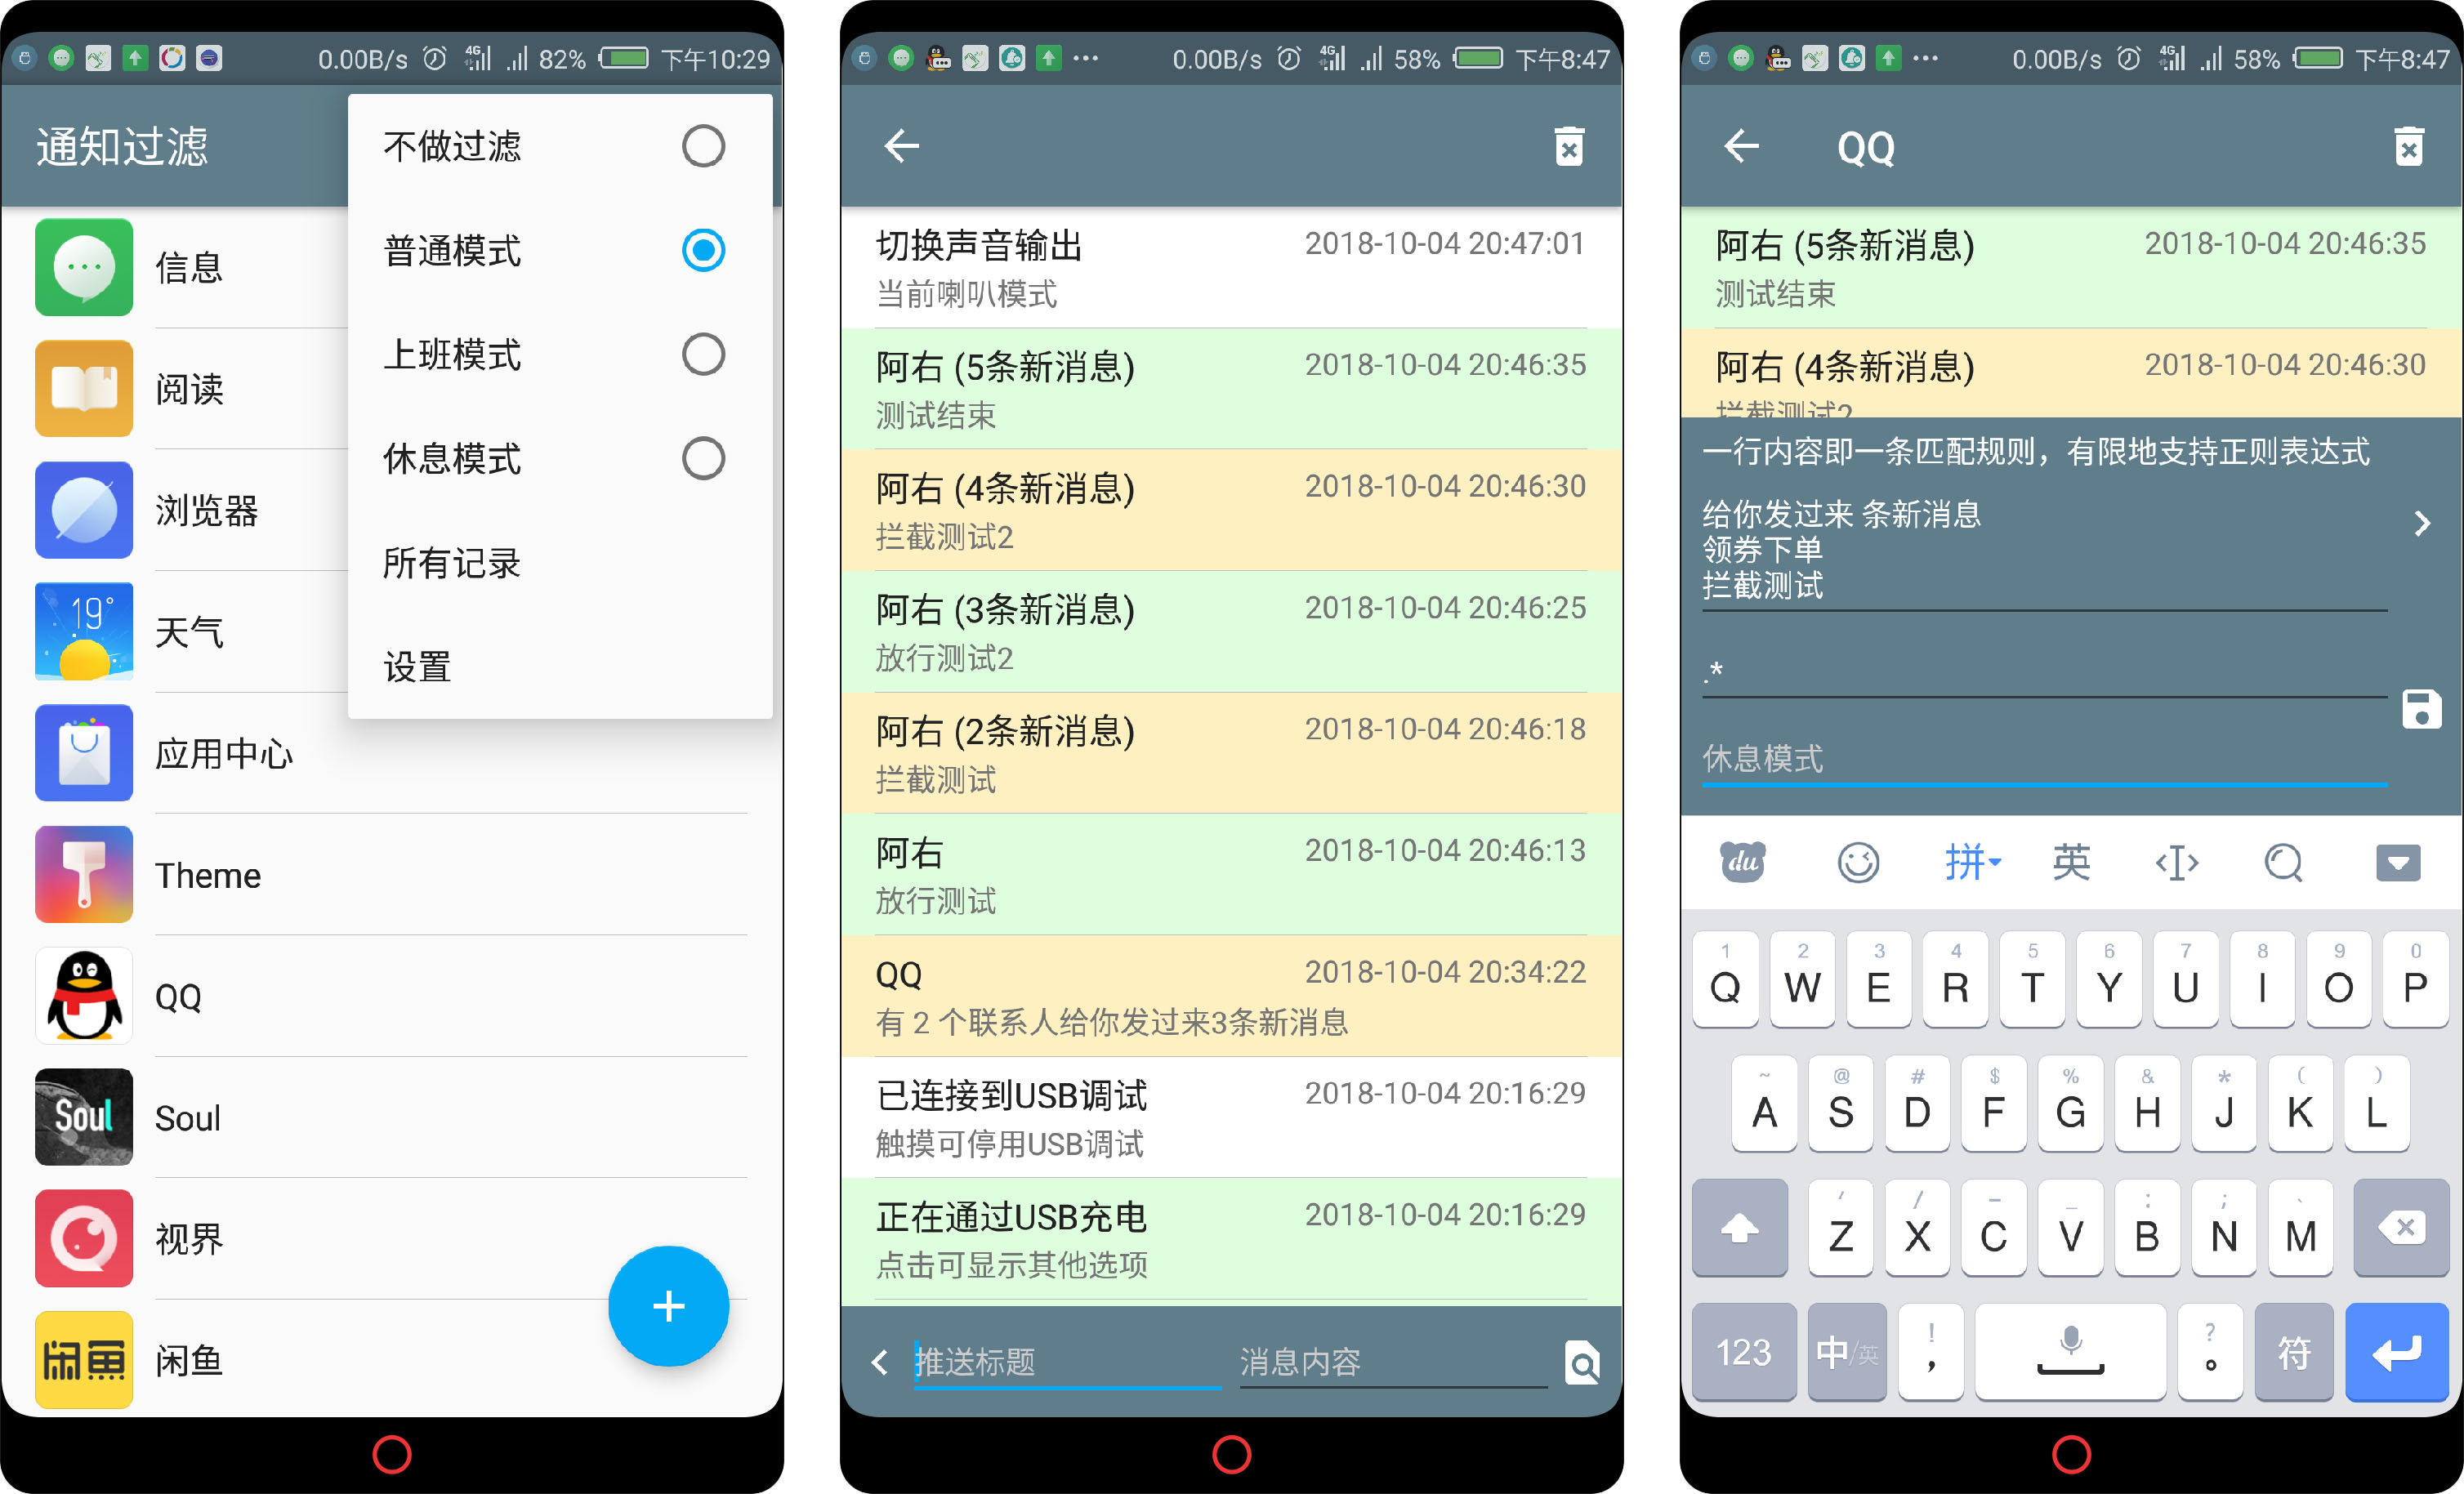 0.00B/s 4G 82% 下午10:29
通知过滤
不做过滤
普通模式
上班模式
休息模式
所有记录
设置
信息
阅读
浏览器
19°
天气
应用中心
Theme
QQ
Soul
Soul
视界
+
闲鱼
闲鱼
0.00B/s 4G 58% 下午8:47
切换声音输出 2018-10-04 20:47:01
当前喇叭模式
阿右 (5条新消息) 2018-10-04 20:46:35
测试结束
阿右 (4条新消息) 2018-10-04 20:46:30
拦截测试2
阿右 (3条新消息) 2018-10-04 20:46:25
放行测试2
阿右 (2条新消息) 2018-10-04 20:46:18
拦截测试
阿右 2018-10-04 20:46:13
放行测试
QQ 2018-10-04 20:34:22
有 2 个联系人给你发过来3条新消息
已连接到USB调试 2018-10-04 20:16:29
触摸可停用USB调试
正在通过USB充电 2018-10-04 20:16:29
点击可显示其他选项
推送标题 消息内容
0.00B/s 4G 58% 下午8:47
QQ
阿右 (5条新消息) 2018-10-04 20:46:35
测试结束
阿右 (4条新消息) 2018-10-04 20:46:30
拦截测试2
一行内容即一条匹配规则，有限地支持正则表达式
给你发过来 条新消息
领券下单
拦截测试
.*
休息模式
du 拼 英
1 2 3 4 5 6 7 8 9 0
Q W E R T Y U I O P
~ @ # $ % & * ( )
A S D F G H J K L
' / - _ : ; 、
Z X C V B N M
! ?
123 中/英 , 。 符